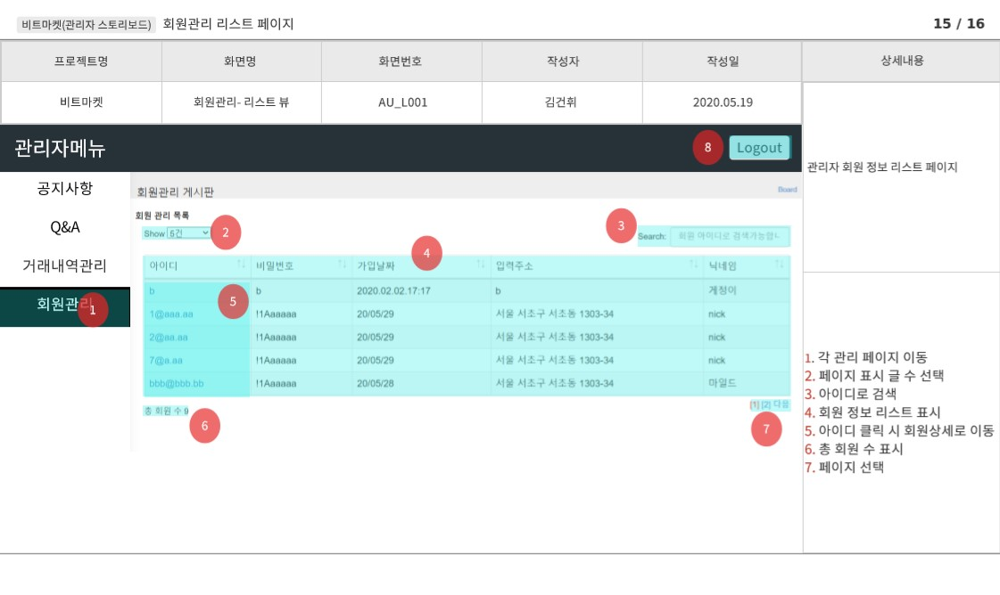 비트마켓(관리자 스토리보드) 회원관리 리스트 페이지 15 / 16
프로젝트명 화면명 화면번호 작성자 작성일 상세내용
비트마켓 회원관리- 리스트 뷰 AU_L001 김건휘 2020.05.19
관리자메뉴 8 Logout
관리자 회원 정보 리스트 페이지
공지사항
Q&A
거래내역관리
회원관리 1
회원관리 게시판 Board
회원 관리 목록
Show 5건 2 3 Search: 회원 아이디로 검색가능합니
4
아이디 비밀번호 가입날짜 입력주소 닉네임
b b 2020.02.02.17:17 b 게정이
5
1@aaa.aa !1Aaaaaa 20/05/29 서울 서조구 서조동 1303-34 nick
2@aa.aa !1Aaaaaa 20/05/29 서울 서조구 서조동 1303-34 nick
7@a.aa !1Aaaaaa 20/05/29 서울 서조구 서조동 1303-34 nick
bbb@bbb.bb !1Aaaaaa 20/05/28 서울 서조구 서조동 1303-34 마일드
총 회원 수 9 [1] [2] 다음
6 7
1. 각 관리 페이지 이동
2. 페이지 표시 글 수 선택
3. 아이디로 검색
4. 회원 정보 리스트 표시
5. 아이디 클릭 시 회원상세로 이동
6. 총 회원 수 표시
7. 페이지 선택